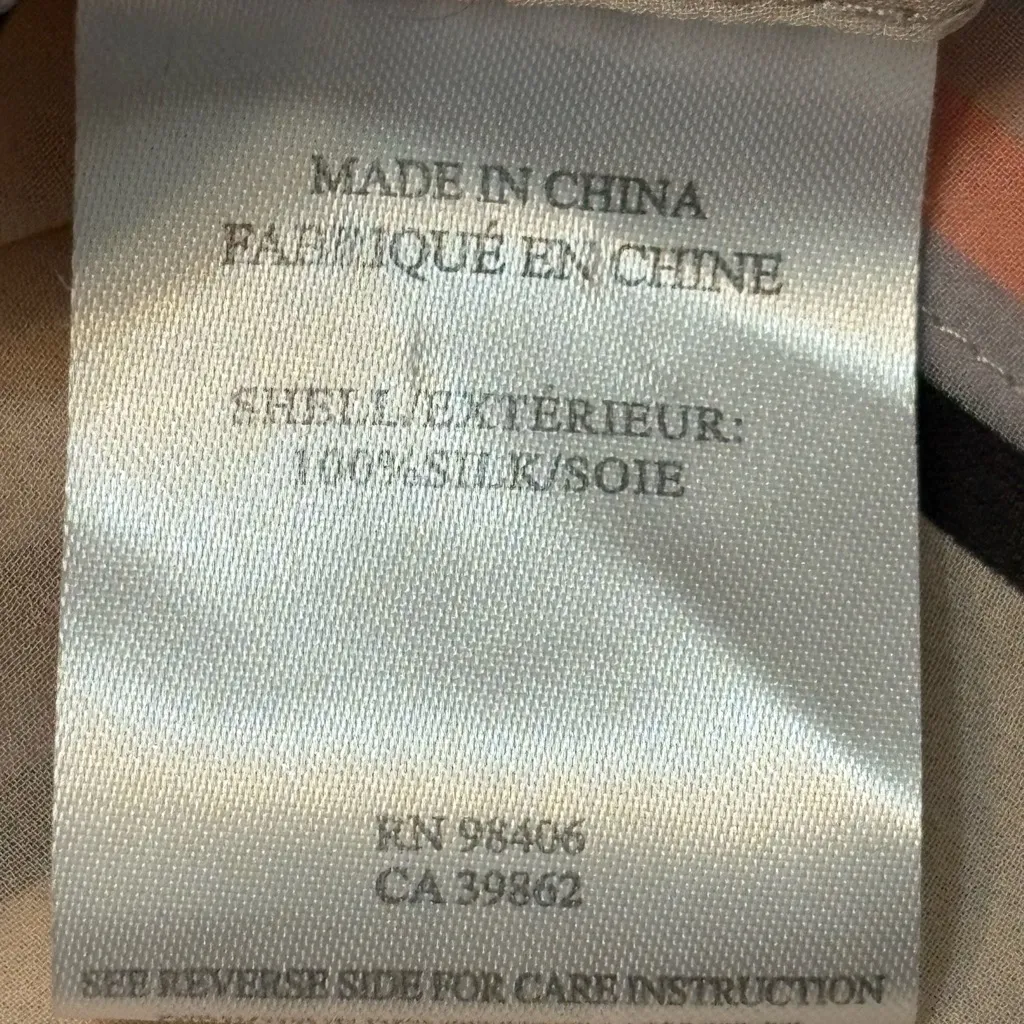 MADE IN CHINA
FABRIQUÉ EN CHINE
SHELL/EXTÉRIEUR:
100%SILK/SOIE
RN 98406
CA 39862
SEE REVERSE SIDE FOR CARE INSTRUCTION